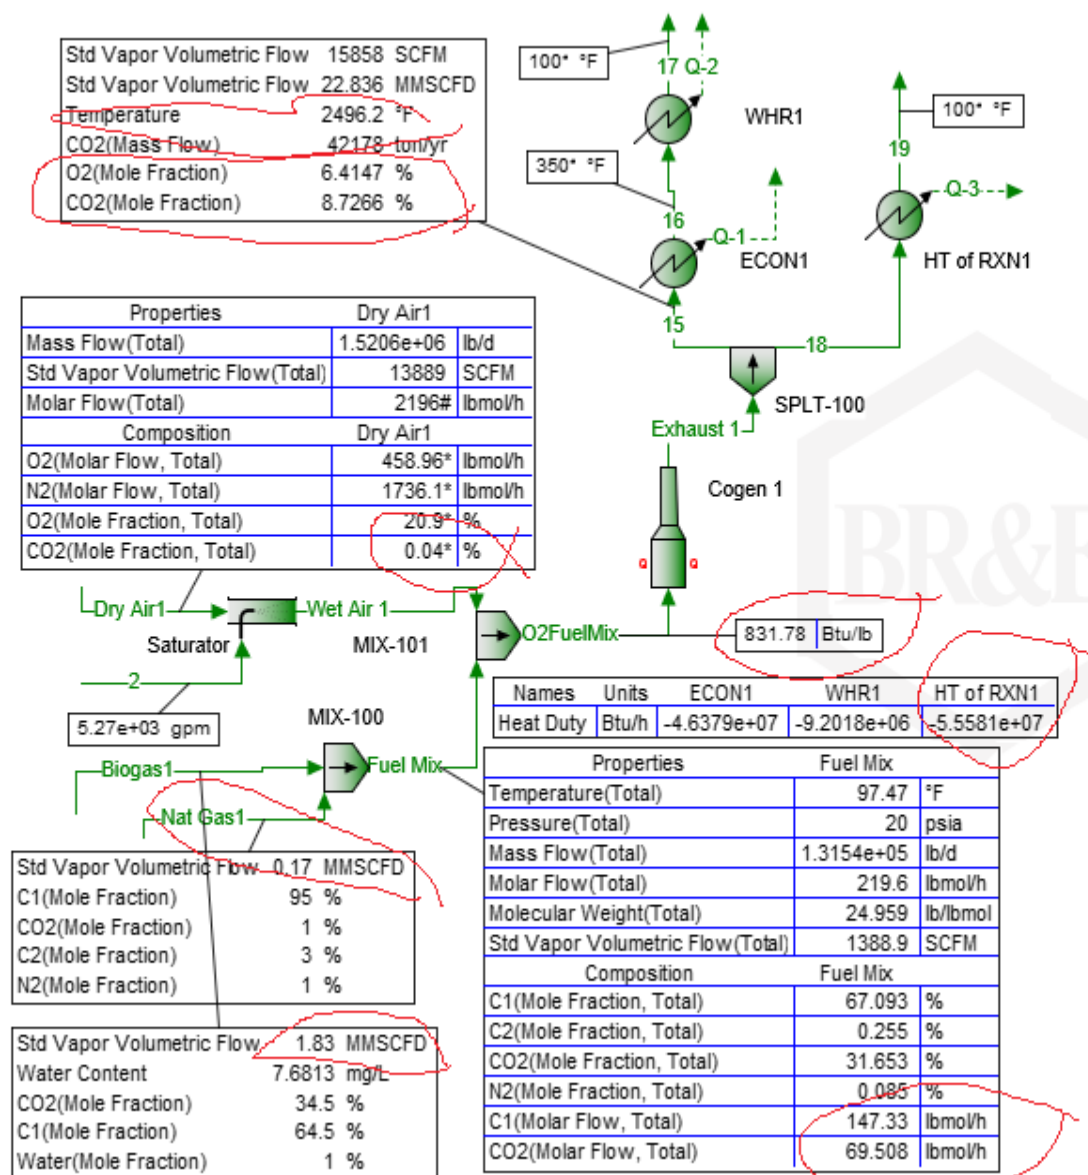 Std Vapor Volumetric Flow 15858 SCFM
Std Vapor Volumetric Flow 22.836 MMSCFD
Temperature 2496.2 °F
CO2(Mass Flow) 42178 ton/yr
O2(Mole Fraction) 6.4147 %
CO2(Mole Fraction) 8.7266 %
100* °F
17
Q-2
WHR1
100* °F
19
350* °F
16
Q-1
ECON1
Q-3
HT of RXN1
15
18
SPLT-100
Exhaust 1
Cogen 1
Q Q
BR&E
Properties Dry Air1
Mass Flow(Total) 1.5206e+06 lb/d
Std Vapor Volumetric Flow(Total) 13889 SCFM
Molar Flow(Total) 2196# lbmol/h
Composition Dry Air1
O2(Molar Flow, Total) 458.96* lbmol/h
N2(Molar Flow, Total) 1736.1* lbmol/h
O2(Mole Fraction, Total) 20.9* %
CO2(Mole Fraction, Total) 0.04* %
Dry Air1
Wet Air 1
Saturator
MIX-101
O2FuelMix
831.78 Btu/lb
2
5.27e+03 gpm
Names Units ECON1 WHR1 HT of RXN1
Heat Duty Btu/h -4.6379e+07 -9.2018e+06 -5.5581e+07
MIX-100
Biogas1
Fuel Mix
Nat Gas1
Properties Fuel Mix
Temperature(Total) 97.47 °F
Pressure(Total) 20 psia
Mass Flow(Total) 1.3154e+05 lb/d
Molar Flow(Total) 219.6 lbmol/h
Molecular Weight(Total) 24.959 lb/lbmol
Std Vapor Volumetric Flow(Total) 1388.9 SCFM
Composition Fuel Mix
C1(Mole Fraction, Total) 67.093 %
C2(Mole Fraction, Total) 0.255 %
CO2(Mole Fraction, Total) 31.653 %
N2(Mole Fraction, Total) 0.085 %
C1(Molar Flow, Total) 147.33 lbmol/h
CO2(Molar Flow, Total) 69.508 lbmol/h
Std Vapor Volumetric Flow 0.17 MMSCFD
C1(Mole Fraction) 95 %
CO2(Mole Fraction) 1 %
C2(Mole Fraction) 3 %
N2(Mole Fraction) 1 %
Std Vapor Volumetric Flow 1.83 MMSCFD
Water Content 7.6813 mg/L
CO2(Mole Fraction) 34.5 %
C1(Mole Fraction) 64.5 %
Water(Mole Fraction) 1 %